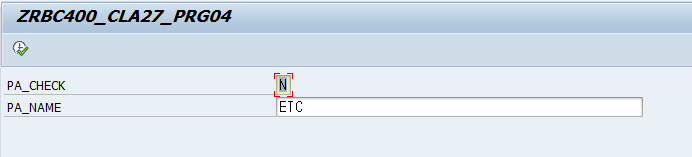 ZRBC400_CLA27_PRG04
PA_CHECK N
PA_NAME ETC